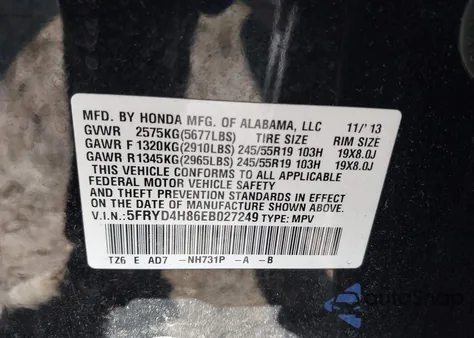 MFD. BY HONDA MFG. OF ALABAMA, LLC 11/'13
GVWR 2575KG(5677LBS) TIRE SIZE RIM SIZE
GAWR F 1320KG(2910LBS) 245/55R19 103H 19X8.0J
GAWR R1345KG(2965LBS) 245/55R19 103H 19X8.0J
THIS VEHICLE CONFORMS TO ALL APPLICABLE
FEDERAL MOTOR VEHICLE SAFETY AND
THEFT PREVENTION STANDARDS IN EFFECT ON THE
DATE OF MANUFACTURE SHOWN ABOVE.
V.I.N.: 5FRYD4H86EB027249 TYPE: MPV
TZ6 E AD7 -NH731P -A -B
AutoSnap